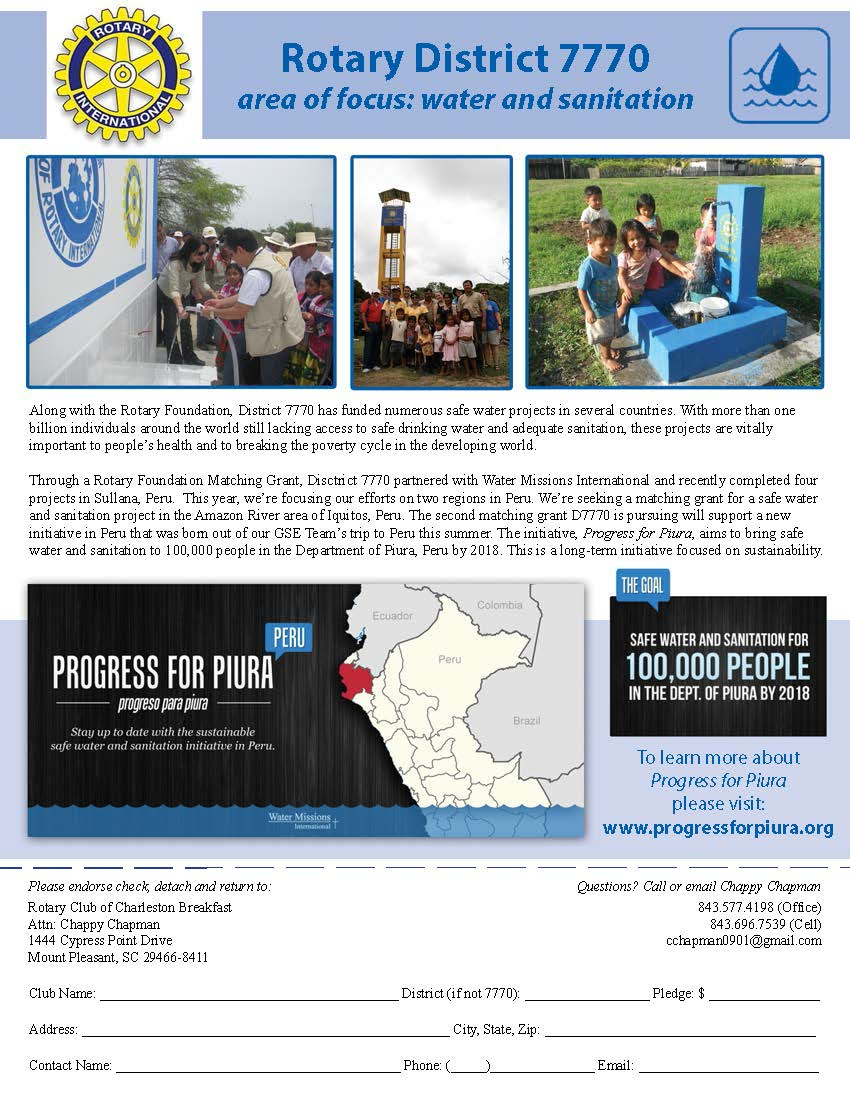 ROTARY
INTERNATIONAL
Rotary District 7770
area of focus: water and sanitation
OF ROTARY INTERNATIONAL
Along with the Rotary Foundation, District 7770 has funded numerous safe water projects in several countries. With more than one
billion individuals around the world still lacking access to safe drinking water and adequate sanitation, these projects are vitally
important to people's health and to breaking the poverty cycle in the developing world.
Through a Rotary Foundation Matching Grant, Disctrict 7770 partnered with Water Missions International and recently completed four
projects in Sullana, Peru. This year, we're focusing our efforts on two regions in Peru. We're seeking a matching grant for a safe water
and sanitation project in the Amazon River area of Iquitos, Peru. The second matching grant D7770 is pursuing will support a new
initiative in Peru that was born out of our GSE Team's trip to Peru this summer. The initiative, Progress for Piura, aims to bring safe
water and sanitation to 100,000 people in the Department of Piura, Peru by 2018. This is a long-term initiative focused on sustainability.
PERU
PROGRESS FOR PIURA
progreso para piura
Stay up to date with the sustainable
safe water and sanitation initiative in Peru.
Ecuador
Colombia
Peru
Brazil
Water Missions
International
THE GOAL
SAFE WATER AND SANITATION FOR
100,000 PEOPLE
IN THE DEPT. OF PIURA BY 2018
To learn more about
Progress for Piura
please visit:
www.progressforpiura.org
Please endorse check, detach and return to:
Rotary Club of Charleston Breakfast
Attn: Chappy Chapman
1444 Cypress Point Drive
Mount Pleasant, SC 29466-8411
Questions? Call or email Chappy Chapman
843.577.4198 (Office)
843.696.7539 (Cell)
cchapman0901@gmail.com
Club Name: ____ District (if not 7770): ____ Pledge: $ ____
Address: ____ City, State, Zip: ____
Contact Name: ____ Phone: (____)____ Email: ____